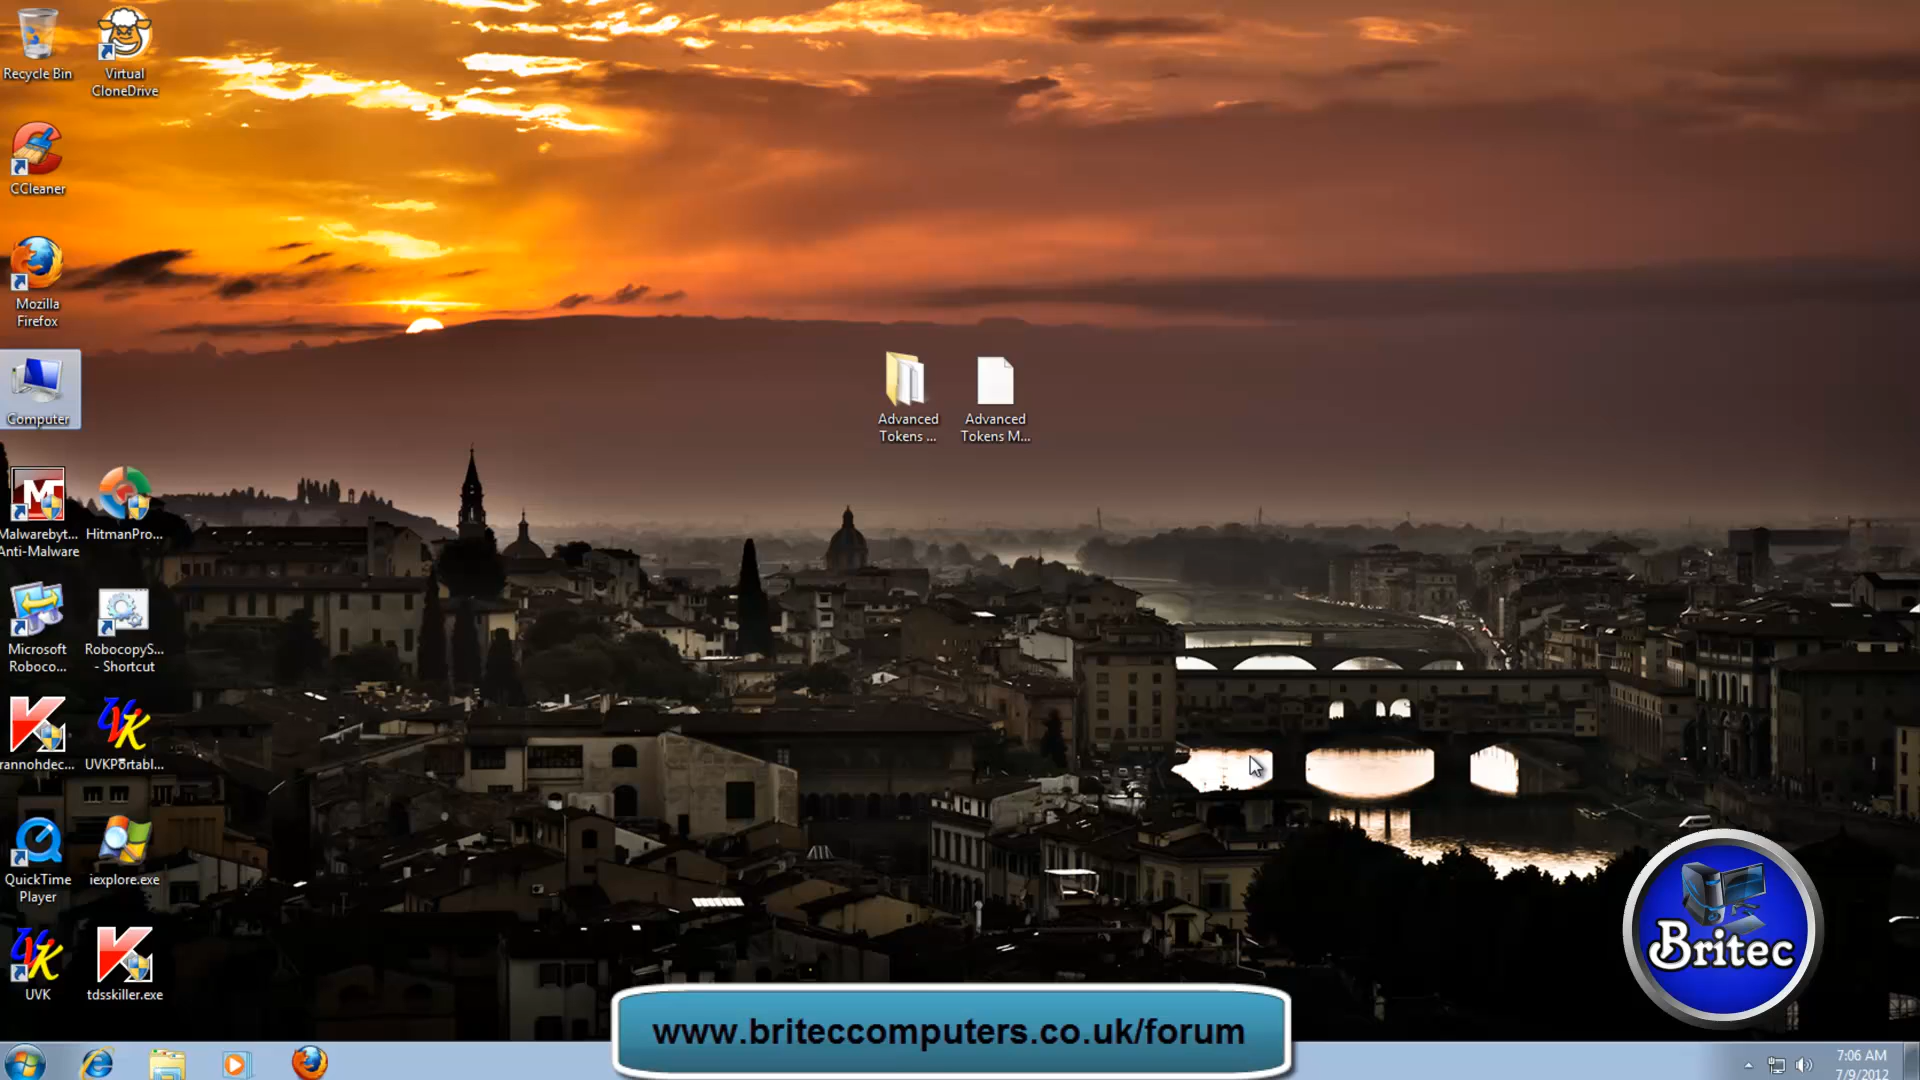 Recycle Bin
Virtual
CloneDrive
CCleaner
Mozilla
Firefox
Computer
Malwarebyt...
Anti-Malware
HitmanPro...
Microsoft
Roboco...
RobocopyS...
- Shortcut
rannohdec...
UVKPortabl...
QuickTime
Player
iexplore.exe
UVK
tdsskiller.exe
Advanced
Tokens ...
Advanced
Tokens M...
Britec
www.briteccomputers.co.uk/forum
7:06 AM
7/9/2012